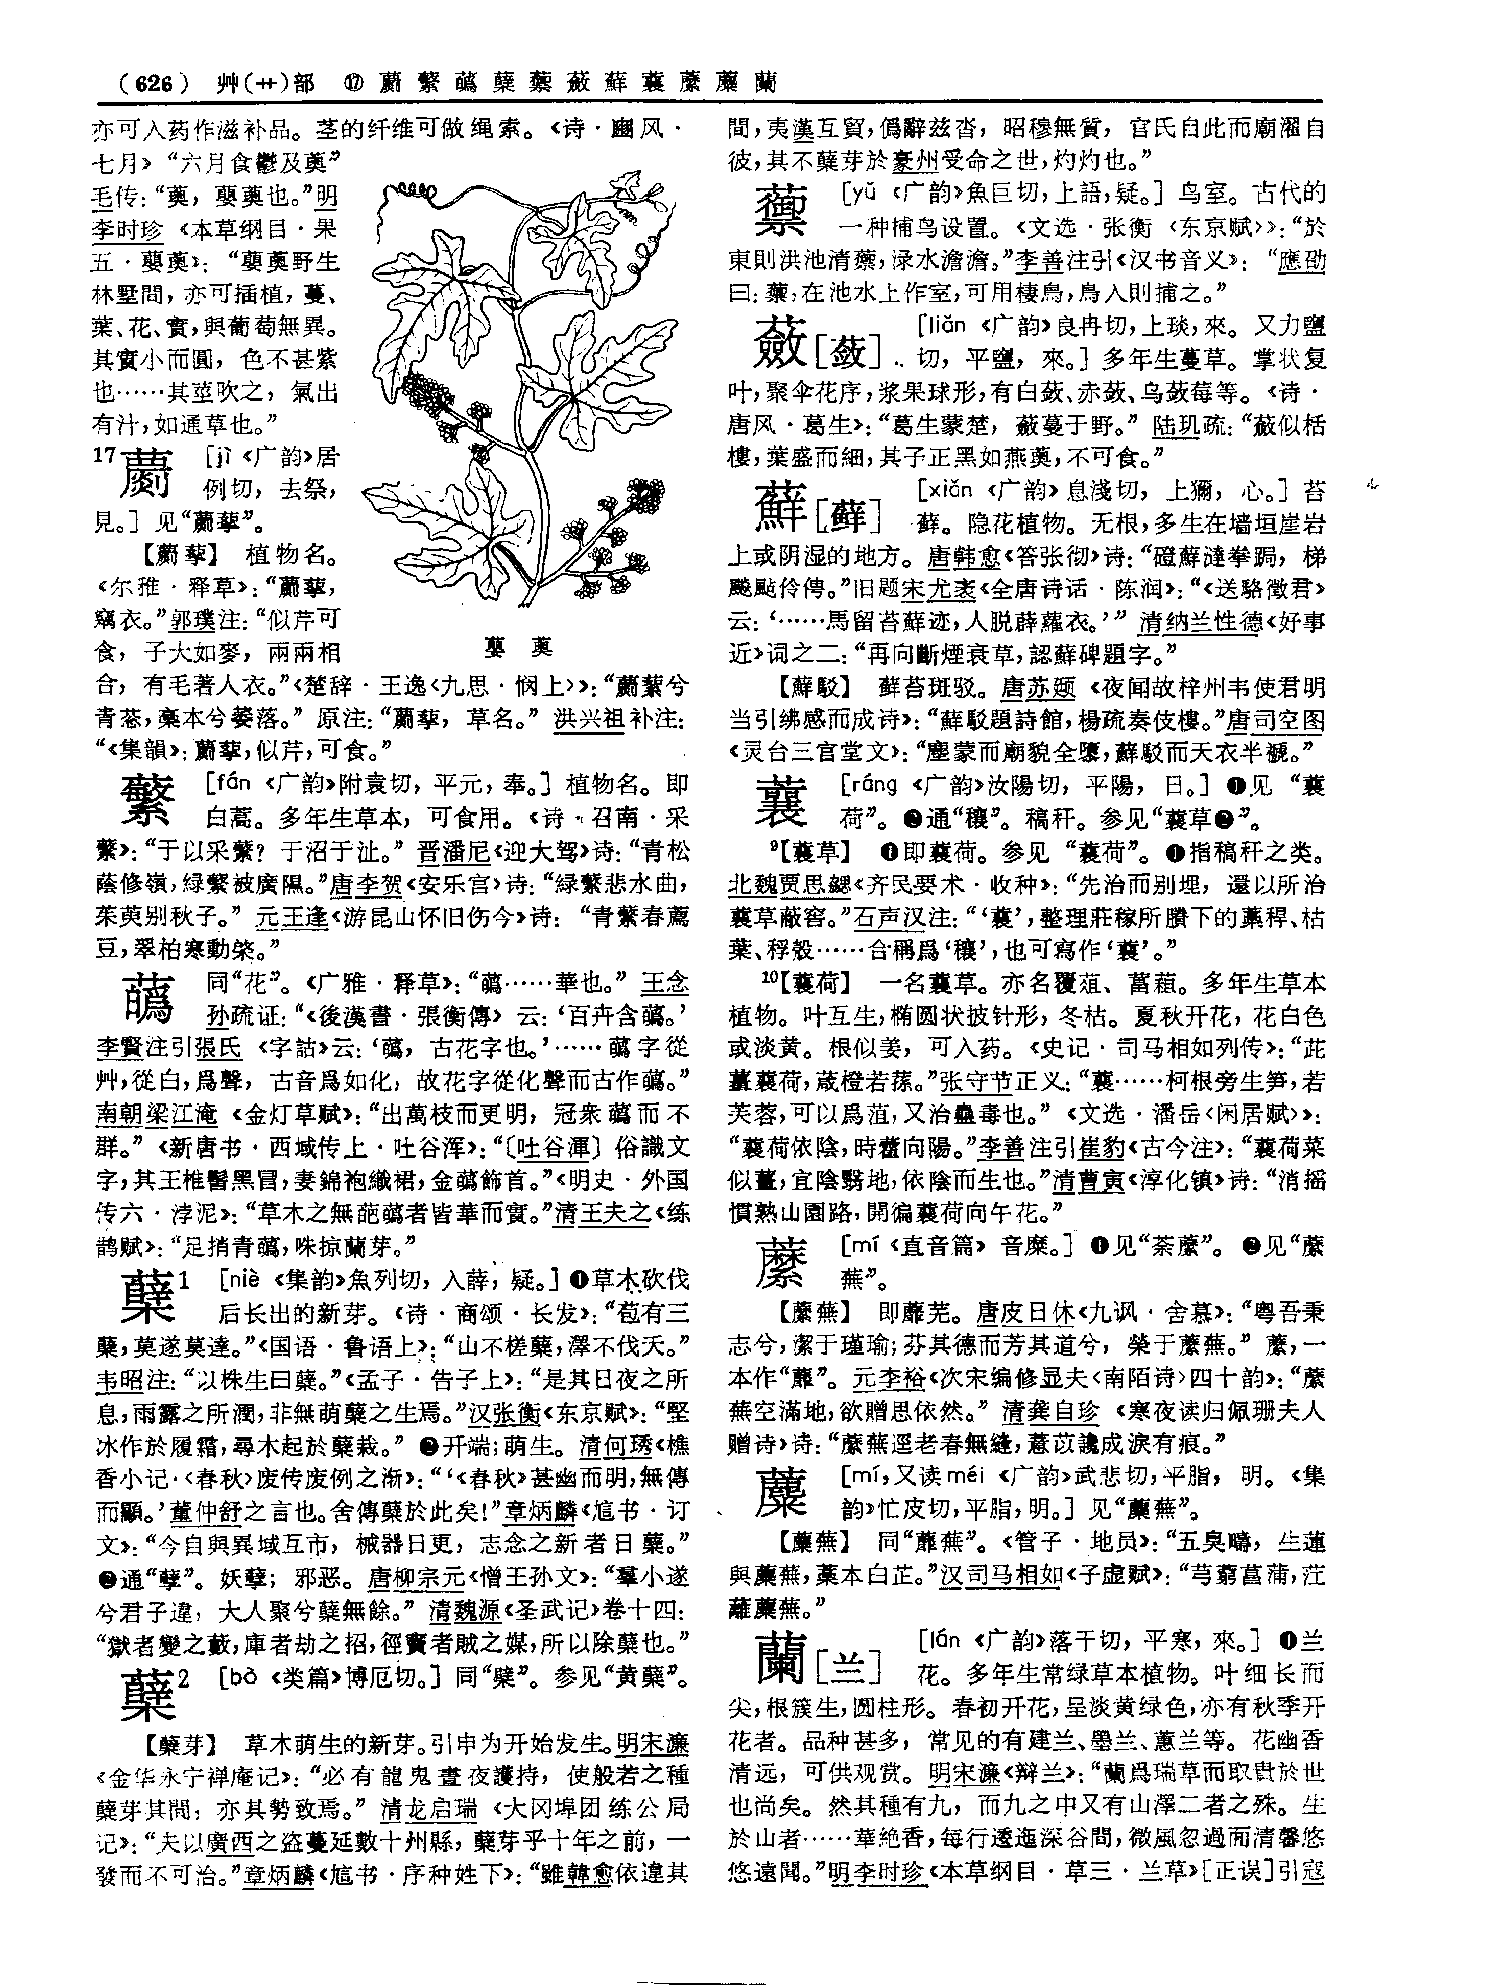 (626) 艸(艹)部 ⑰ 蘮蘩蘤蘖蘌蘞蘚蘘蘪蘼蘭
亦可入药作滋补品。茎的纤维可做绳索。《诗·豳风·
七月》“六月食鬱及薁”
毛传:“薁，蘡薁也。”明
李时珍《本草纲目·果
五·蘡薁》:“蘡薁野生
林墅間，亦可插植，蔓、
葉、花、實，與葡萄無異。
其實小而圓，色不甚紫
也……其莖吹之，氣出
有汁，如通草也。”
17蘮 [jì《广韵》居
例切，去祭，
見。] 见“蘮蒘”。
【蘮蒘】 植物名。
《尔雅·释草》:“蘮蒘，
竊衣。”郭璞注:“似芹可
食，子大如麥，兩兩相
合，有毛著人衣。”《楚辞·王逸〈九思·悯上〉》:“蘮蒘兮
青葱，槀本兮萎落。”原注:“蘮蒘，草名。”洪兴祖补注:
“《集韻》:蘮蒘，似芹，可食。”
蘩 [fán《广韵》附袁切，平元，奉。] 植物名。即
白蒿。多年生草本，可食用。《诗·召南·采
蘩》:“于以采蘩？于沼于沚。”晋潘尼《迎大驾》诗:“青松
蔭修嶺，緑蘩被廣隰。”唐李贺《安乐宫》诗:“緑蘩悲水曲，
茱萸别秋子。”元王逢《游昆山怀旧伤今》诗:“青蘩春薦
豆，翠柏寒動棨。”
蘤 同“花”。《广雅·释草》:“蘤……華也。”王念
孙疏证:“《後漢書·張衡傳》云:‘百卉含蘤。’
李賢注引張氏《字詁》云:‘蘤，古花字也。’……蘤字從
艸，從白，爲聲，古音爲如化，故花字從化聲而古作蘤。”
南朝梁江淹《金灯草赋》:“出萬枝而更明，冠衆蘤而不
群。”《新唐书·西域传上·吐谷浑》:“〔吐谷渾〕俗識文
字，其王椎髻黑冒，妻錦袍織裙，金蘤飾首。”《明史·外国
传六·浡泥》:“草木之無葩蘤者皆華而實。”清王夫之《练
鹊赋》:“足捎青蘤，咮掠蘭芽。”
蘖1 [niè《集韵》魚列切，入薛，疑。]❶草木砍伐
后长出的新芽。《诗·商颂·长发》:“苞有三
蘖，莫遂莫達。”《国语·鲁语上》:“山不槎蘖，澤不伐夭。”
韦昭注:“以株生曰蘖。”《孟子·告子上》:“是其日夜之所
息，雨露之所潤，非無萌蘖之生焉。”汉张衡《东京赋》:“堅
冰作於履霜，尋木起於蘖栽。”❷开端;萌生。清何琇《樵
香小记·〈春秋〉废传废例之渐》:“‘《春秋》甚幽而明，無傳
而顯。’董仲舒之言也。舍傳蘖於此矣!”章炳麟《訄书·订
文》:“今自與異域互市，械器日更，志念之新者日蘖。”
❷通“孽”。妖孽;邪恶。唐柳宗元《憎王孙文》:“羣小遂
兮君子違，大人聚兮蘖無餘。”清魏源《圣武记》卷十四:
“獄者變之藪，庫者劫之招，徑竇者賊之媒，所以除蘖也。”
蘖2 [bò《类篇》博厄切。] 同“檗”。参见“黄蘖”。
【蘖芽】 草木萌生的新芽。引申为开始发生。明宋濂
《金华永宁禅庵记》:“必有龍鬼晝夜護持，使般若之種
蘖芽其間，亦其勢致焉。”清龙启瑞《大冈埠团练公局
记》:“夫以廣西之盜蔓延數十州縣，蘖芽乎十年之前，一
發而不可治。”章炳麟《訄书·序种姓下》:“雖韓愈依違其
間，夷漢互貿，僞辭兹沓，昭穆無質，官氏自此而廟濯自
彼，其不蘖芽於豪州受命之世，灼灼也。”
蘌 [yǔ《广韵》魚巨切，上語，疑。] 鸟室。古代的
一种捕鸟设置。《文选·张衡〈东京赋〉》:“於
東則洪池清蘌，渌水澹澹。”李善注引《汉书音义》:“應劭
曰:蘌，在池水上作室，可用棲鳥，鳥入則捕之。”
蘞[蔹] [liǎn《广韵》良冉切，上琰，來。又力鹽
切，平鹽，來。] 多年生蔓草。掌状复
叶，聚伞花序，浆果球形，有白蔹、赤蔹、乌蔹莓等。《诗·
唐风·葛生》:“葛生蒙楚，蘞蔓于野。”陆玑疏:“蘞似栝
樓，葉盛而細，其子正黑如燕薁，不可食。”
蘚[藓] [xiǎn《广韵》息淺切，上獮，心。] 苔
藓。隐花植物。无根，多生在墙垣崖岩
上或阴湿的地方。唐韩愈《答张彻》诗:“磴蘚澾拳跼，梯
飈颭伶俜。”旧题宋尤袤《全唐诗话·陈润》:“《送駱徵君》
云:‘……馬留苔蘚迹，人脱薜蘿衣。’”清纳兰性德《好事
近》词之二:“再向斷煙衰草，認蘚碑題字。”
【蘚駁】 藓苔斑驳。唐苏颋《夜闻故梓州韦使君明
当引绋感而成诗》:“蘚駁題詩館，楊疏奏伎樓。”唐司空图
《灵台三官堂文》:“塵蒙而廟貌全隳，蘚駁而天衣半褫。”
蘘 [ráng《广韵》汝陽切，平陽，日。]❶见“蘘
荷”。❷通“穰”。稿秆。参见“蘘草❷”。
9【蘘草】 ❶即蘘荷。参见“蘘荷”。❷指稿秆之类。
北魏贾思勰《齐民要术·收种》:“先治而别埋，還以所治
蘘草蔽窖。”石声汉注:“‘蘘’，整理莊稼所賸下的藁稈、枯
葉、稃殼……合稱爲‘穰’，也可寫作‘蘘’。”
10【蘘荷】 一名蘘草。亦名覆葅、葍蒩。多年生草本
植物。叶互生，椭圆状披针形，冬枯。夏秋开花，花白色
或淡黄。根似姜，可入药。《史记·司马相如列传》:“茈
薑蘘荷，葴橙若蓀。”张守节正义:“蘘……柯根旁生笋，若
芙蓉，可以爲菹，又治蠱毒也。”《文选·潘岳〈闲居赋〉》:
“蘘荷依陰，時藿向陽。”李善注引崔豹《古今注》:“蘘荷菜
似薑，宜陰翳地，依陰而生也。”清曹寅《淳化镇》诗:“消摇
慣熟山園路，開徧蘘荷向午花。”
蘪 [mí《直音篇》音糜。]❶见“荼蘪”。❷见“蘪
蕪”。
【蘪蕪】 即蘼芜。唐皮日休《九讽·舍慕》:“粤吾秉
志兮，潔于瑾瑜;芬其德而芳其道兮，榮于蘪蕪。”蘪，一
本作“蘼”。元李裕《次宋编修显夫〈南陌诗〉四十韵》:“蘪
蕪空滿地，欲贈思依然。”清龚自珍《寒夜读归佩珊夫人
赠诗》诗:“蘪蕪逕老春無縫，薏苡讒成淚有痕。”
蘪 [mí，又读méi《广韵》武悲切，平脂，明。《集
韵》忙皮切，平脂，明。] 见“蘪蕪”。
【蘪蕪】 同“蘼蕪”。《管子·地员》:“五臭疇，生蓮
與蘪蕪，藁本白芷。”汉司马相如《子虚赋》:“芎藭菖蒲，茳
蘺蘪蕪。”
蘭[兰] [lán《广韵》落干切，平寒，來。]❶兰
花。多年生常绿草本植物。叶细长而
尖，根簇生，圆柱形。春初开花，呈淡黄绿色，亦有秋季开
花者。品种甚多，常见的有建兰、墨兰、蕙兰等。花幽香
清远，可供观赏。明宋濂《辩兰》:“蘭爲瑞草而取貴於世
也尚矣。然其種有九，而九之中又有山澤二者之殊。生
於山者……華絶香，每行逶迤深谷間，微風忽過而清馨悠
悠遠聞。”明李时珍《本草纲目·草三·兰草》[正误]引寇
蘡薁